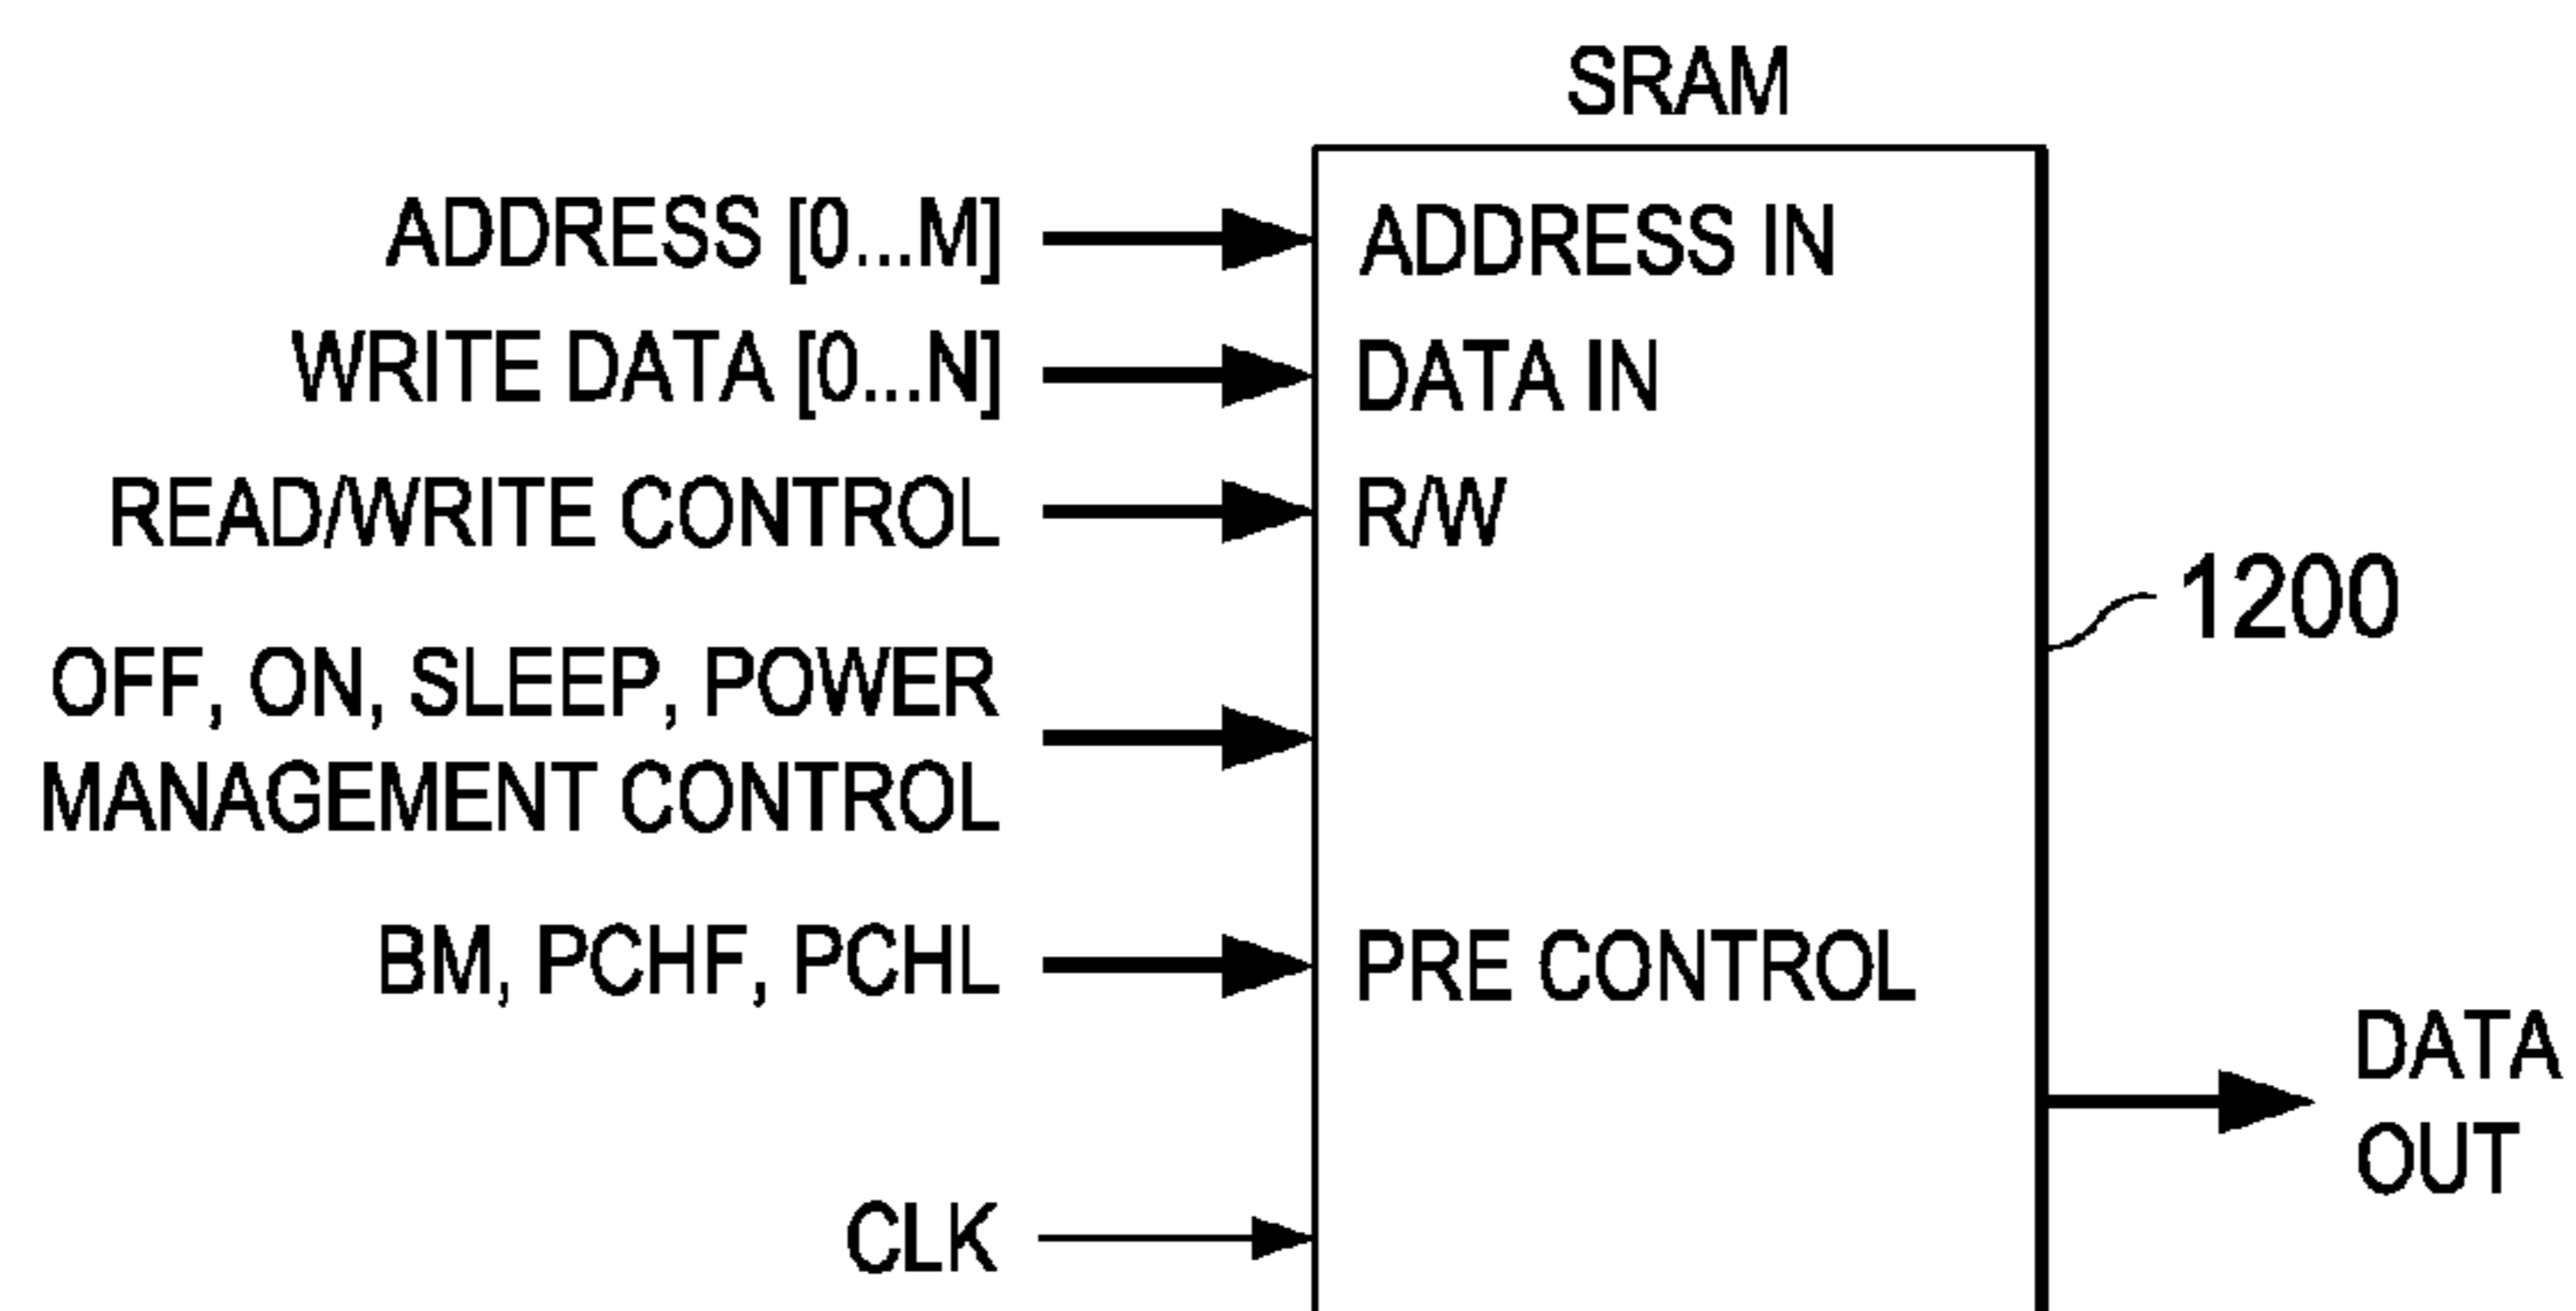 SRAM
ADDRESS [0...M]
ADDRESS IN
WRITE DATA [0...N]
DATA IN
READ/WRITE CONTROL
R/W
1200
OFF, ON, SLEEP, POWER
MANAGEMENT CONTROL
BM, PCHF, PCHL
PRE CONTROL
DATA
OUT
CLK